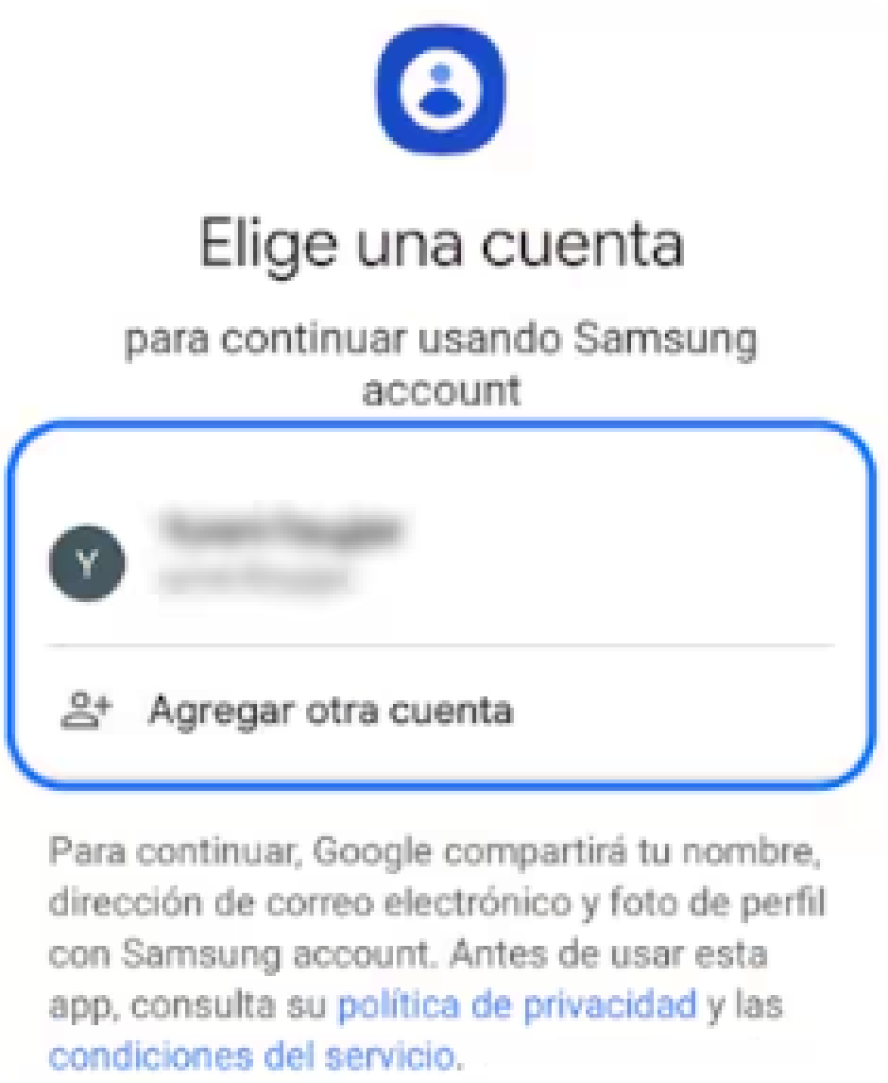 Elige una cuenta
para continuar usando Samsung
account
Y
Agregar otra cuenta
Para continuar, Google compartirá tu nombre,
dirección de correo electrónico y foto de perfil
con Samsung account. Antes de usar esta
app, consulta su política de privacidad y las
condiciones del servicio.